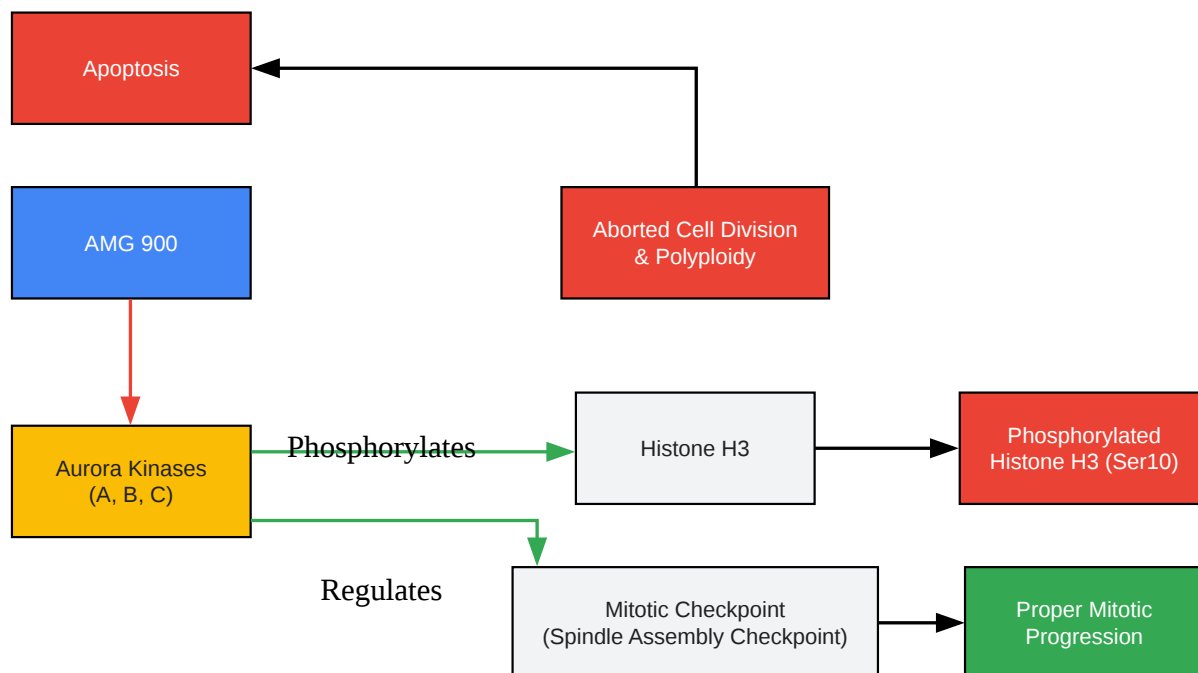 Apoptosis
AMG 900
Aborted Cell Division
& Polyploidy
Aurora Kinases
(A, B, C)
Phosphorylates
Histone H3
Phosphorylated
Histone H3 (Ser10)
Regulates
Mitotic Checkpoint
(Spindle Assembly Checkpoint)
Proper Mitotic
Progression